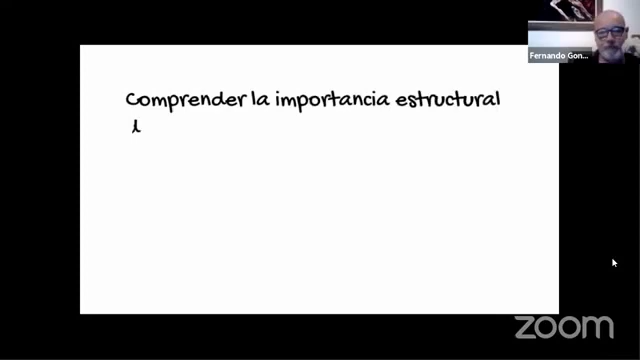 Fernando Gon...
Comprender la importancia estructural
zoom